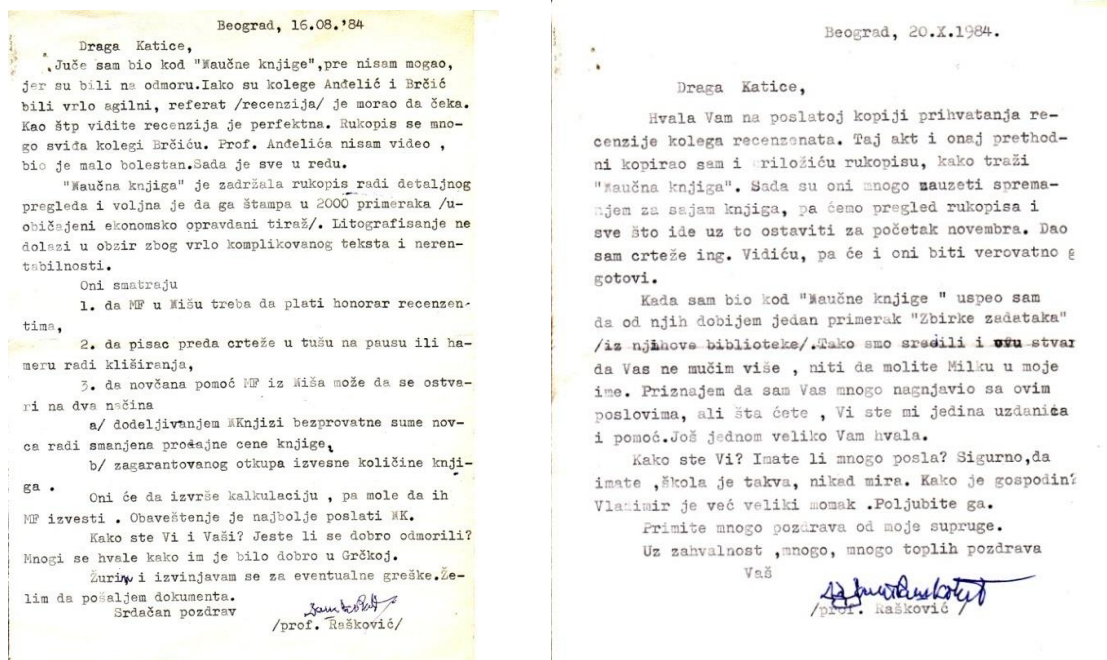 Beograd, 16.08.'84
Draga Katice,
Juče sam bio kod "Naučne knjige",pre nisam mogao,
jer su bili na odmoru.Iako su kolege Anđelić i Brčić
bili vrlo agilni, referat /recenzija/ je morao da čeka.
Kao štp vidite recenzija je perfektna. Rukopis se mno-
go sviđa kolegi Brčiću. Prof. Anđelića nisam video ,
bio je malo bolestan.Sada je sve u redu.
"Naučna knjiga" je zadržala rukopis radi detaljnog
pregleda i voljna je da ga štampa u 2000 primeraka /u-
običajeni ekonomsko opravdani tiraž/. Litografisanje ne
dolazi u obzir zbog vrlo komplikovanog teksta i neren-
tabilnosti.
Oni smatraju
1. da MF u Nišu treba da plati honorar recenzen-
tima,
2. da pisac preda crteže u tušu na pausu ili ha-
meru radi kliširanja,
3. da novčana pomoć MF iz Niša može da se ostva-
ri na dva načina
a/ dodeljivanjem NKnjizi bezprovatne sume nov-
ca radi smanjena prodajne cene knjige,
b/ zagarantovanog otkupa izvesne količine knji-
ga .
Oni će da izvrše kalkulaciju , pa mole da ih
MF izvesti . Obaveštenje je najbolje poslati NK.
Kako ste Vi i Vaši? Jeste li se dobro odmorili?
Mnogi se hvale kako im je bilo dobro u Grčkoj.
Žurim i izvinjavam se za eventualne greške.Že-
lim da pošaljem dokumenta.
Srdačan pozdrav
/prof. Rašković/
Beograd, 20.X.1984.
Draga Katice,
Hvala Vam na poslatoj kopiji prihvatanja re-
cenzije kolega recenzenata. Taj akt i onaj prethod-
ni kopirao sam i priložiću rukopisu, kako traži
"Naučna knjiga". Sada su oni mnogo zauzeti sprema-
njem za sajam knjiga, pa ćemo pregled rukopisa i
sve što ide uz to ostaviti za početak novembra. Dao
sam crteže ing. Vidiću, pa će i oni biti verovatno g
gotovi.
Kada sam bio kod "Naučne knjige " uspeo sam
da od njih dobijem jedan primerak "Zbirke zadataka"
/iz njihove biblioteke/.Tako smo sredili i ovu stvar
da Vas ne mučim više , niti da molite Milku u moje
ime. Priznajem da sam Vas mnogo nagnjavio sa ovim
poslovima, ali šta ćete , Vi ste mi jedina uzdanica
i pomoć.Još jednom veliko Vam hvala.
Kako ste Vi? Imate li mnogo posla? Sigurno,da
imate ,škola je takva, nikad mira. Kako je gospodin?
Vladimir je već veliki momak .Poljubite ga.
Primite mnogo pozdrava od moje supruge.
Uz zahvalnost ,mnogo, mnogo toplih pozdrava
Vaš
/prof. Rašković /